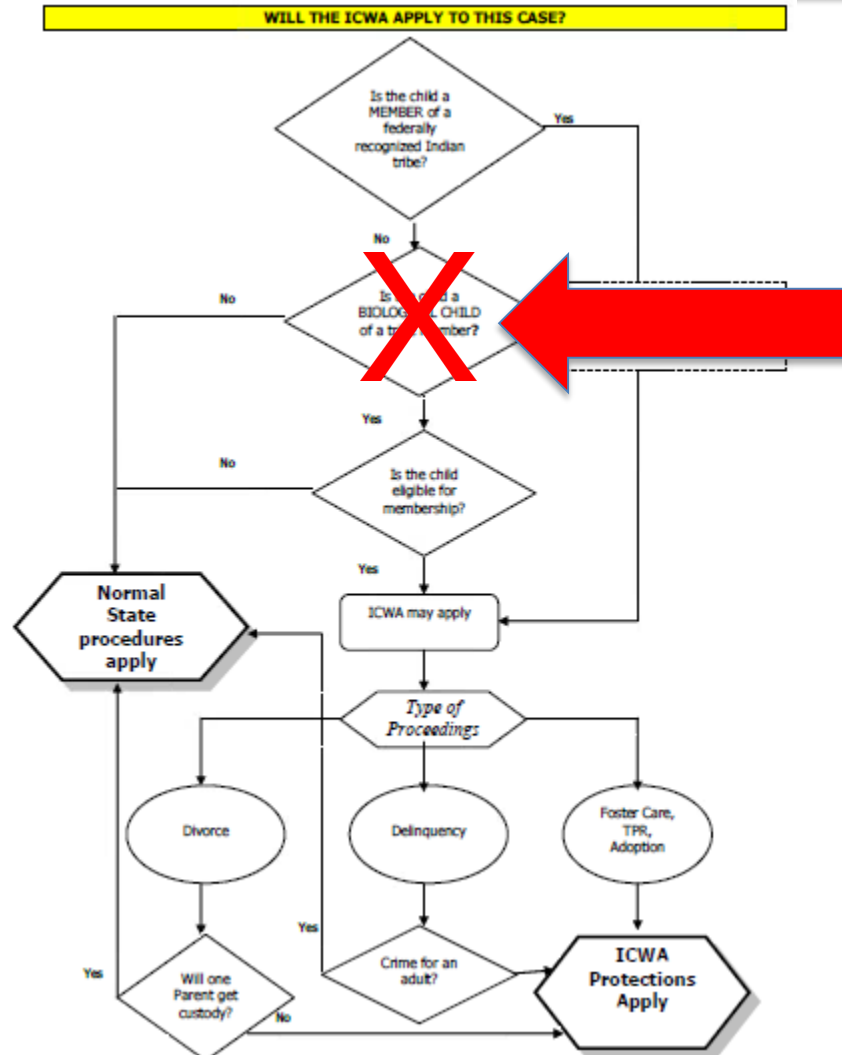 WILL THE ICWA APPLY TO THIS CASE?
Is the child a
MEMBER of a
federally
recognized Indian
tribe?
Yes
No
Is child a
CHILD
of a
No
Yes
Is the child
eligible for
membership?
No
Yes
Normal
State
procedures
apply
ICWA may apply
Type of
Proceedings
Divorce
Delinquency
Foster Care,
TPR,
Adoption
Yes
Crime for an
adult?
ICWA
Protections
Apply
Yes
Will one
Parent get
custody?
No